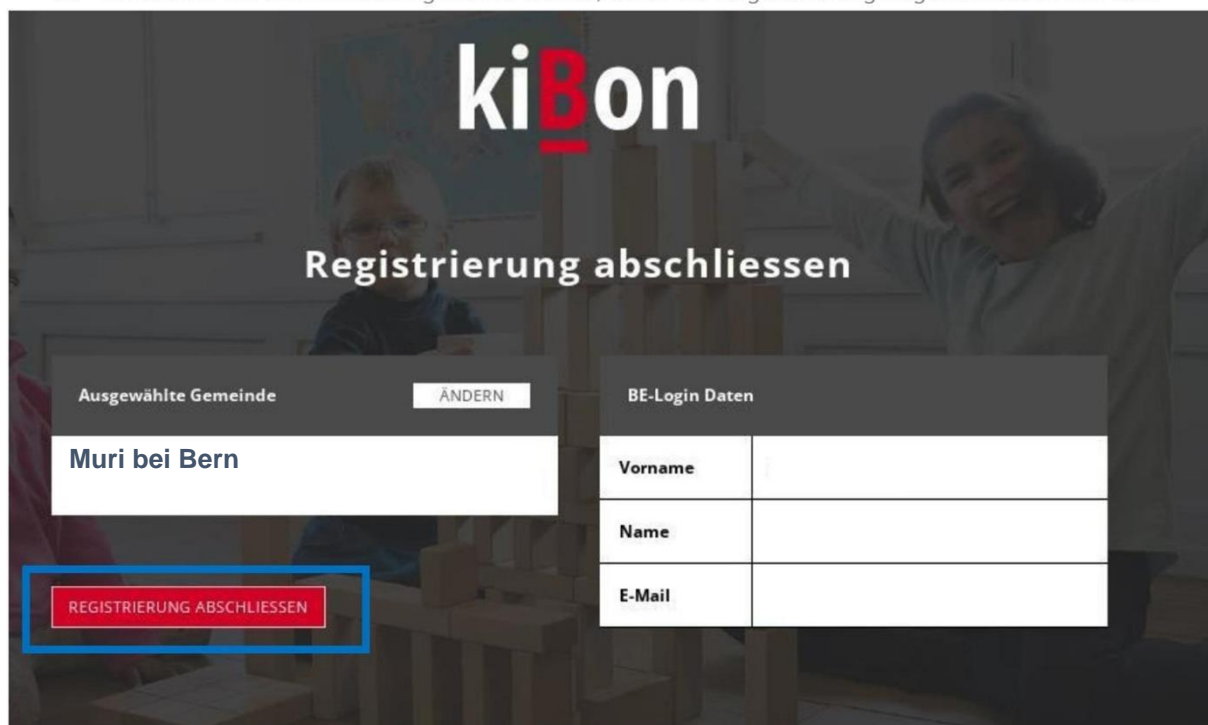 kiBon
Registrierung abschliessen
Ausgewählte Gemeinde
ÄNDERN
Muri bei Bern
REGISTRIERUNG ABSCHLIESSEN
BE-Login Daten
Vorname
Name
E-Mail